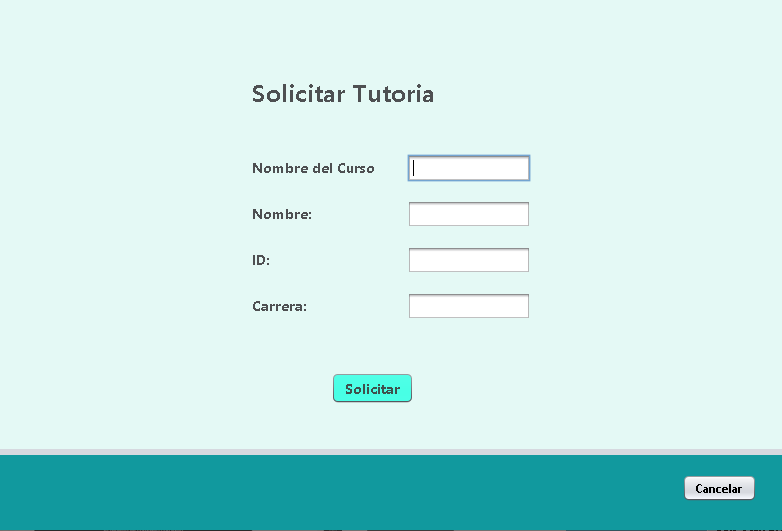 Solicitar Tutoria
Nombre del Curso
Nombre:
ID:
Carrera:
Solicitar
Cancelar